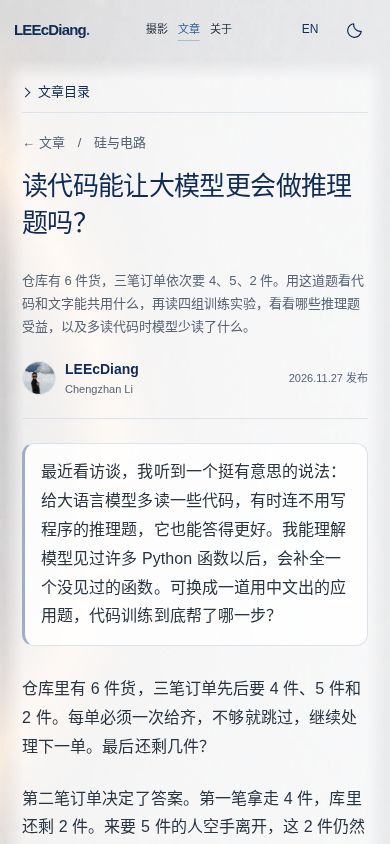 LEEcDiang.
摄影 文章 关于
EN
文章目录
← 文章 / 硅与电路
读代码能让大模型更会做推理
题吗？
仓库有 6 件货，三笔订单依次要 4、5、2 件。用这道题看代
码和文字能共用什么，再读四组训练实验，看看哪些推理题
受益，以及多读代码时模型少读了什么。
LEEcDiang
Chengzhan Li
2026.11.27 发布
最近看访谈，我听到一个挺有意思的说法：
给大语言模型多读一些代码，有时连不用写
程序的推理题，它也能答得更好。我能理解
模型见过许多 Python 函数以后，会补全一
个没见过的函数。可换成一道用中文出的应
用题，代码训练到底帮了哪一步？
仓库里有 6 件货，三笔订单先后要 4 件、5 件和
2 件。每单必须一次给齐，不够就跳过，继续处
理下一单。最后还剩几件？
第二笔订单决定了答案。第一笔拿走 4 件，库里
还剩 2 件。来要 5 件的人空手离开，这 2 件仍然